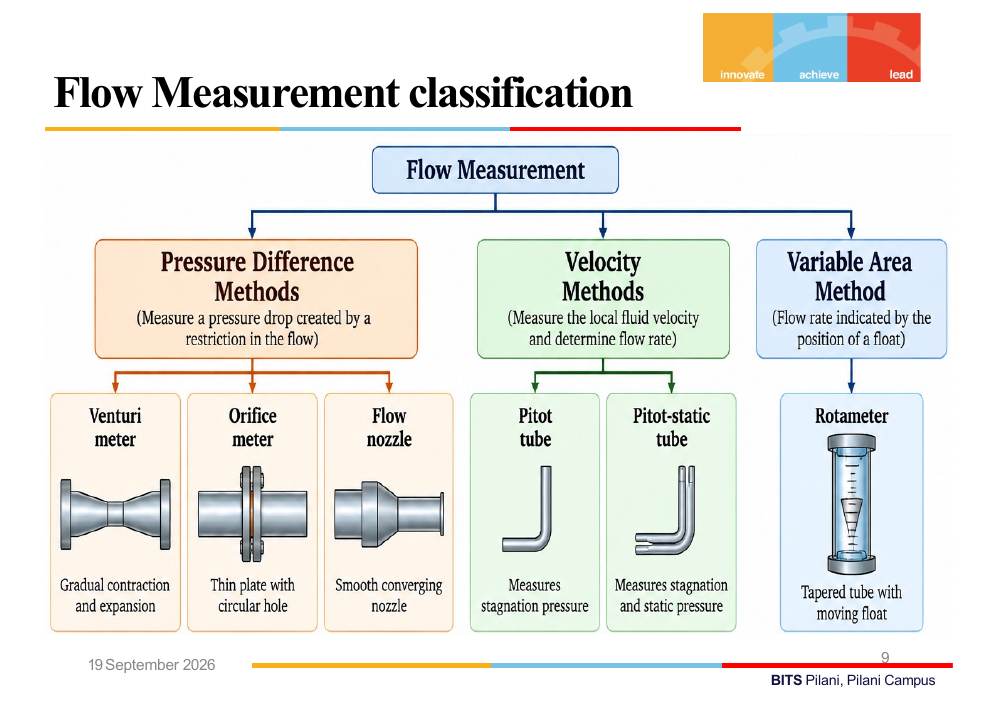 innovate achieve lead
Flow Measurement classification
Flow Measurement
Pressure Difference
Methods
(Measure a pressure drop created by a
restriction in the flow)
Velocity
Methods
(Measure the local fluid velocity
and determine flow rate)
Variable Area
Method
(Flow rate indicated by the
position of a float)
Venturi
meter
Gradual contraction
and expansion
Orifice
meter
Thin plate with
circular hole
Flow
nozzle
Smooth converging
nozzle
Pitot
tube
Measures
stagnation pressure
Pitot-static
tube
Measures stagnation
and static pressure
Rotameter
Tapered tube with
moving float
19 September 2026
9
BITS Pilani, Pilani Campus